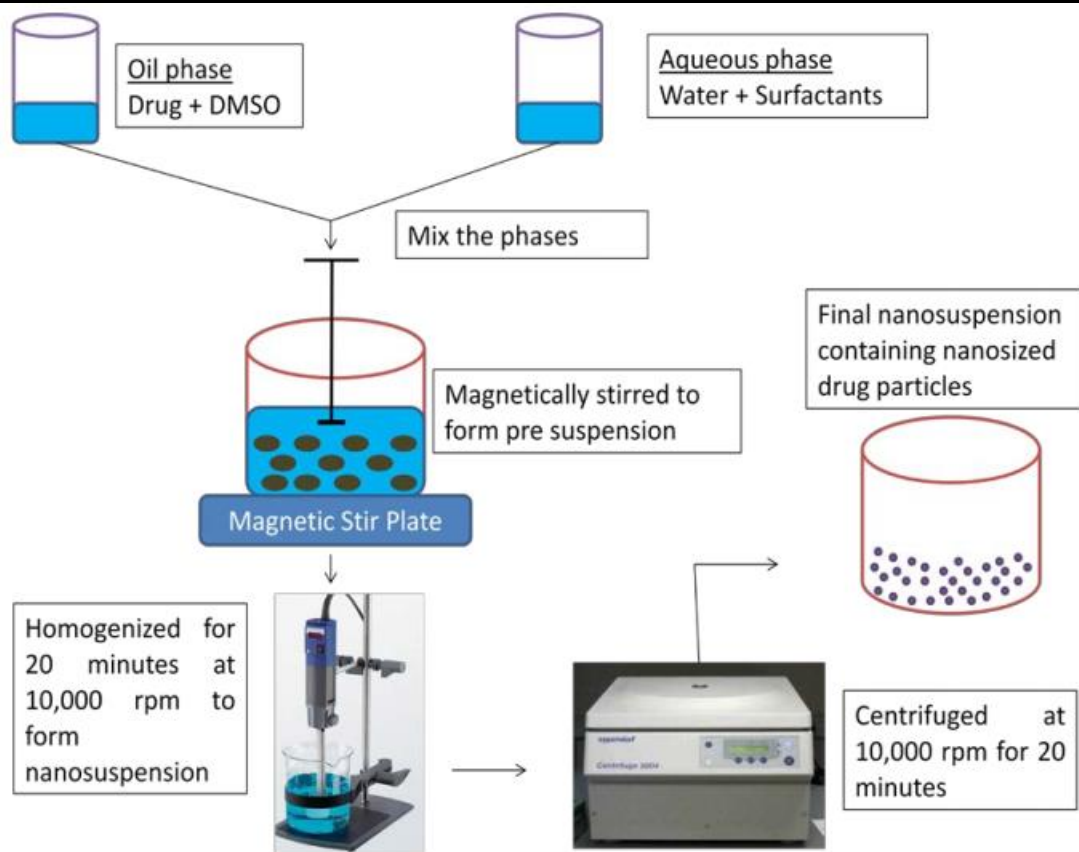 Oil phase
Drug + DMSO
Aqueous phase
Water + Surfactants
Mix the phases
Magnetically stirred to
form pre suspension
Magnetic Stir Plate
Homogenized for
20 minutes at
10,000 rpm to
form
nanosuspension
eppendorf
Centrifuge
Centrifuged at
10,000 rpm for 20
minutes
Final nanosuspension
containing nanosized
drug particles